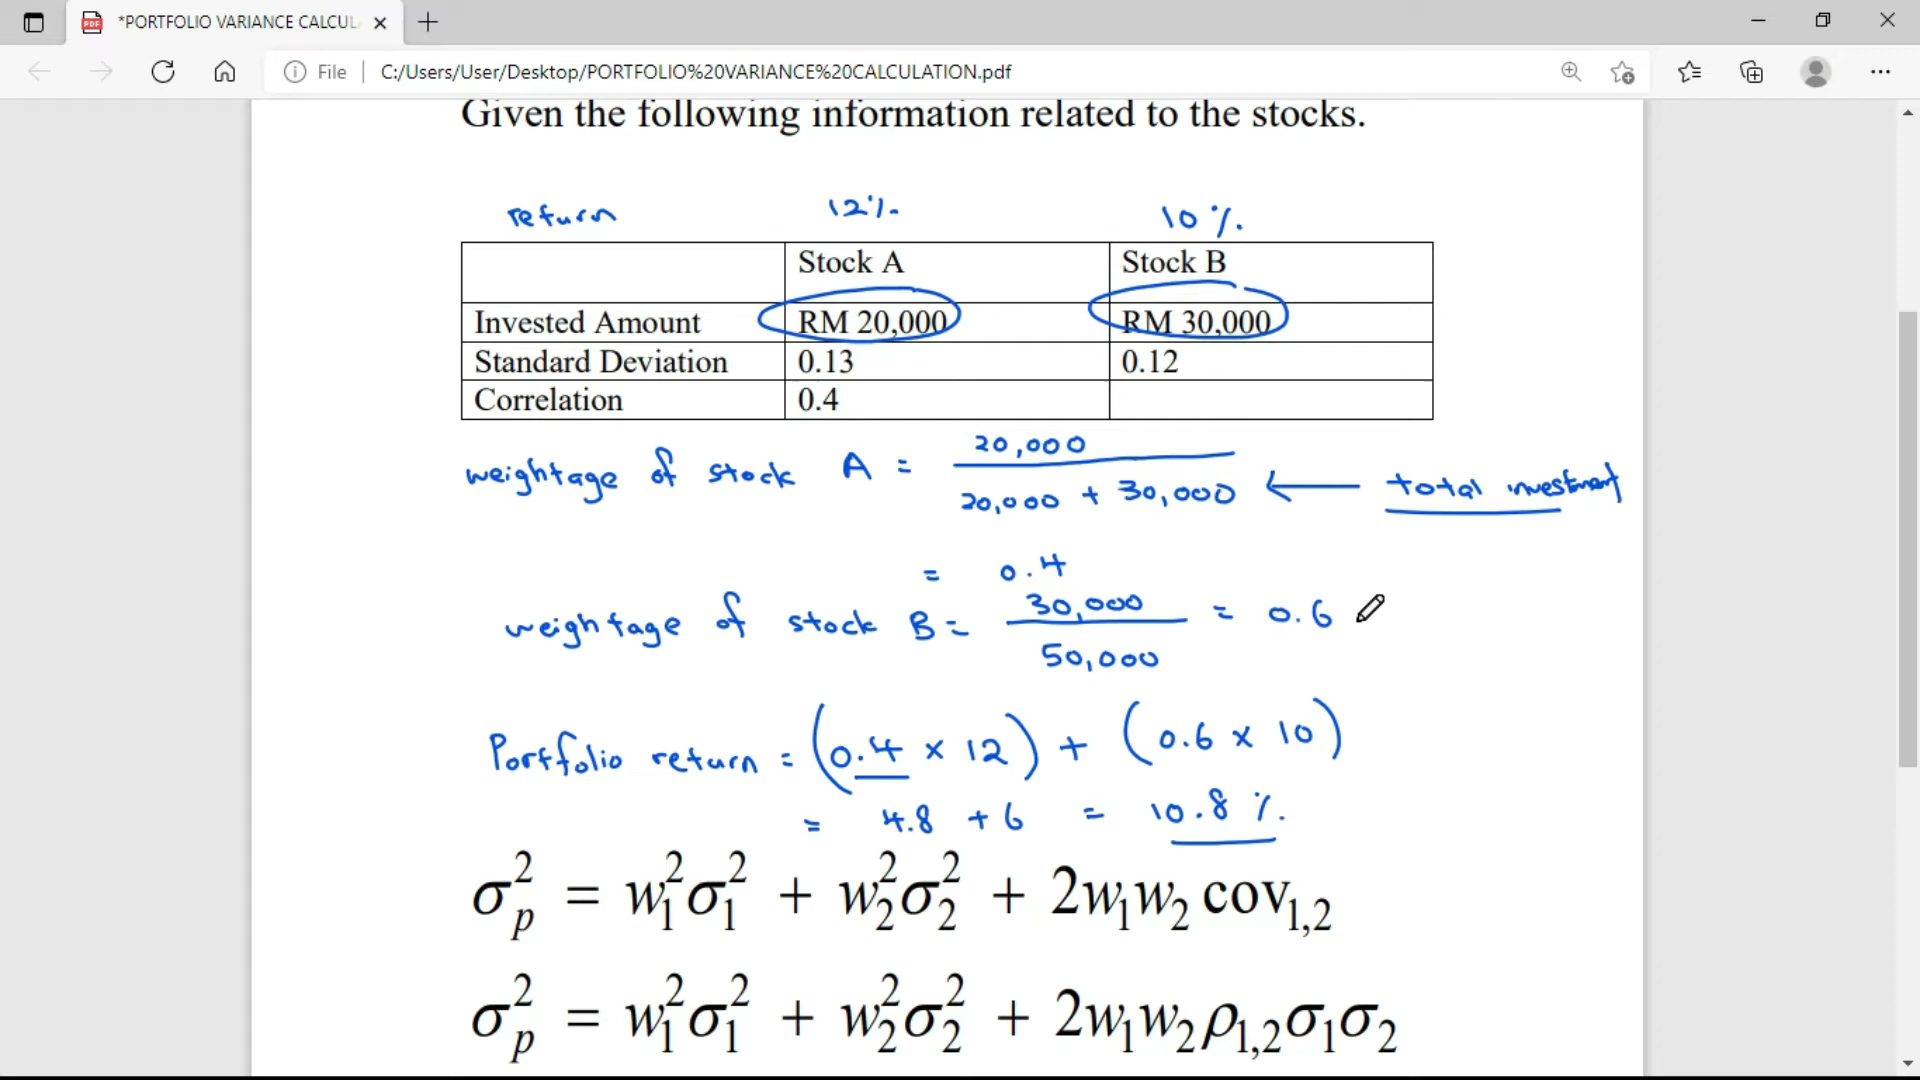 *PORTFOLIO VARIANCE CALCUL
File | C:/Users/User/Desktop/PORTFOLIO%20VARIANCE%20CALCULATION.pdf
Given the following information related to the stocks.
return 12% 10%
Stock A Stock B
Invested Amount RM 20,000 RM 30,000
Standard Deviation 0.13 0.12
Correlation 0.4
weightage of stock A = 20,000 / 20,000 + 30,000 ← total investment
= 0.4
weightage of stock B = 30,000 / 50,000 = 0.6
Portfolio return = (0.4 x 12) + (0.6 x 10)
= 4.8 + 6 = 10.8 %
σ²ₚ = w₁²σ₁² + w₂²σ₂² + 2w₁w₂ cov₁,₂
σ²ₚ = w₁²σ₁² + w₂²σ₂² + 2w₁w₂ρ₁,₂σ₁σ₂